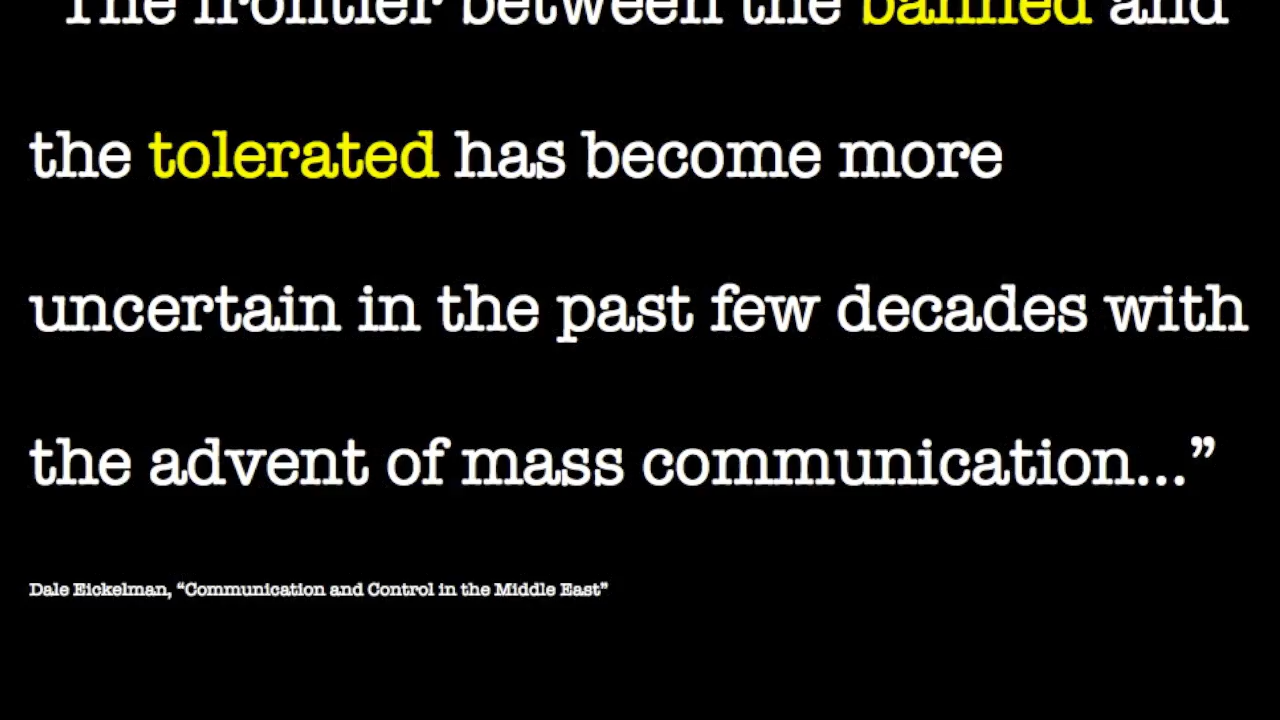 The frontier between the banned and
the tolerated has become more
uncertain in the past few decades with
the advent of mass communication...”
Dale Eickelman, “Communication and Control in the Middle East”